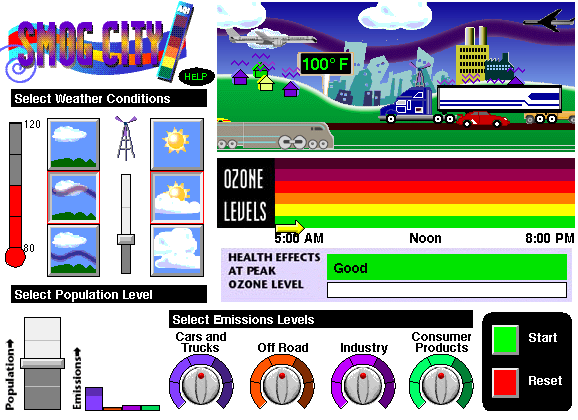 SMOG CITY
HELP
100° F
Select Weather Conditions
120
80
OZONE
LEVELS
5:00 AM
Noon
8:00 PM
HEALTH EFFECTS
AT PEAK
OZONE LEVEL
Good
Select Population Level
Population
Emissions
Select Emissions Levels
Cars and
Trucks
Off Road
Industry
Consumer
Products
Start
Reset